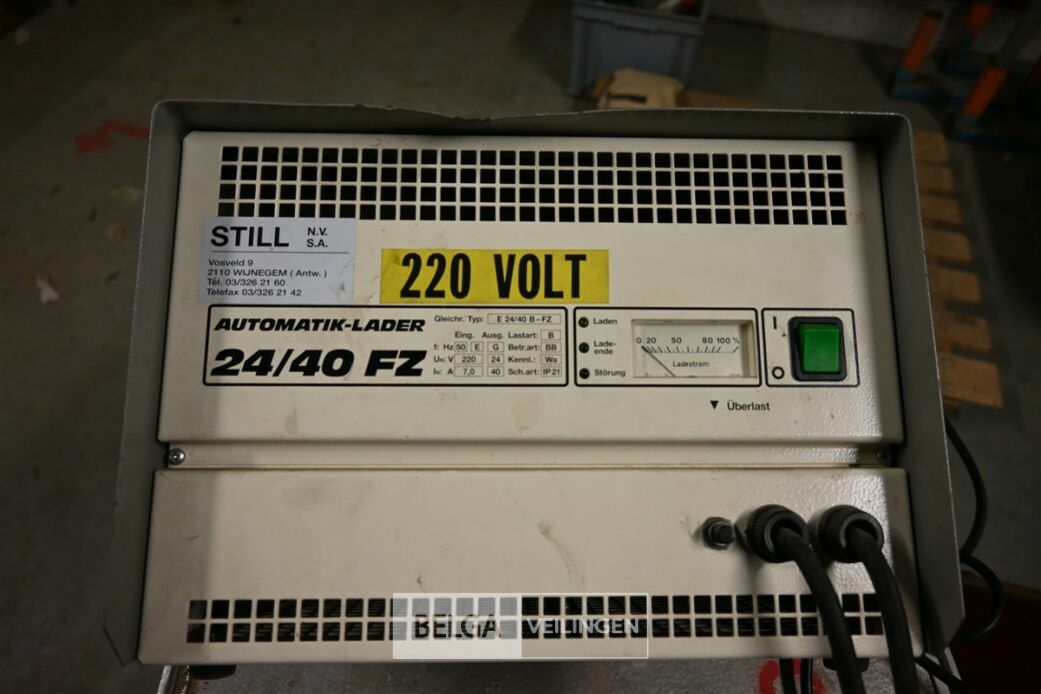 STILL N.V. S.A.
Vosveld 9
2110 WIJNEGEM ( Antw. )
Tél. 03/326 21 60
Telefax 03/326 21 42
220 VOLT
AUTOMATIK-LADER
24/40 FZ
Gleichr. Typ: E 24/40 B-FZ
Eing. Ausg. Lastart: B
f: Hz 50 E G Betr.art: BB
Uɴ: V 220 24 Kennl.: Wa
Iɴ: A 7,0 40 Sch.art: IP21
Laden
Lade-
ende
Störung
0 20 50 80 100 %
Ladestrom
I
O
Überlast
BELGA VEILINGEN